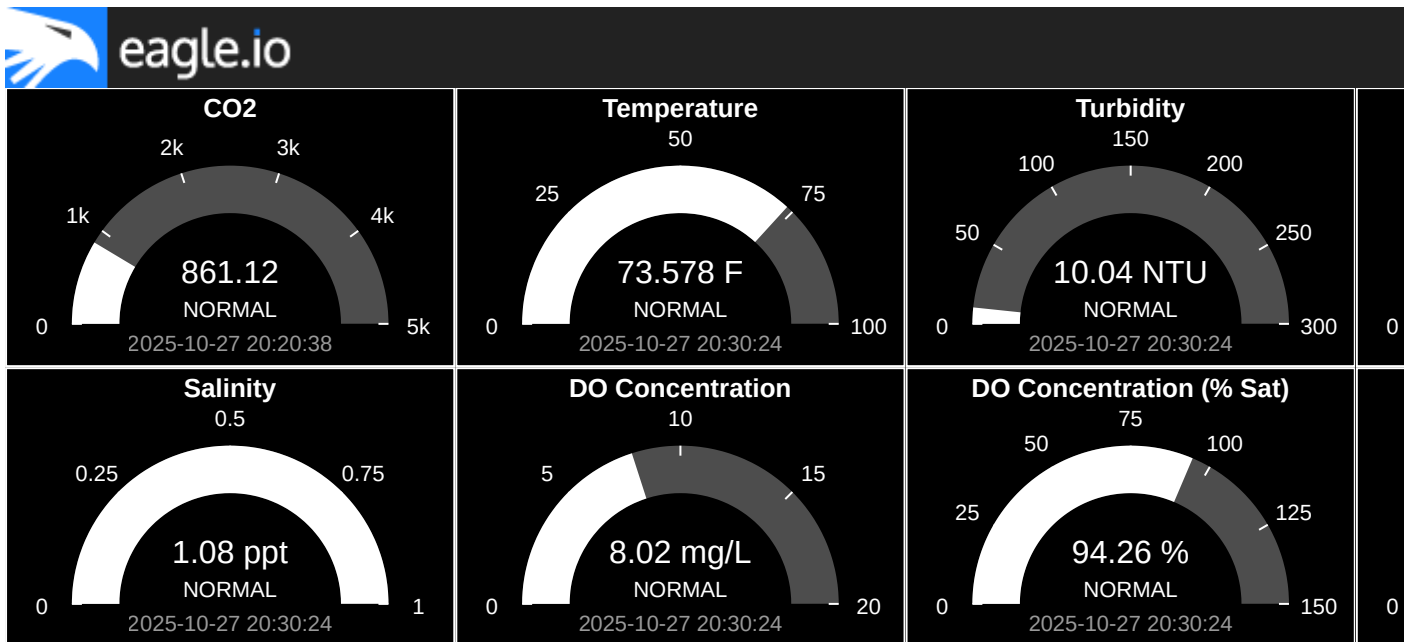 eagle.io
CO2
2k 3k
1k 4k
861.12
NORMAL
0 5k
2025-10-27 20:20:38
Temperature
50
25 75
73.578 F
NORMAL
0 100
2025-10-27 20:30:24
Turbidity
150
100 200
50 250
10.04 NTU
NORMAL
0 300
2025-10-27 20:30:24
0
Salinity
0.5
0.25 0.75
1.08 ppt
NORMAL
0 1
2025-10-27 20:30:24
DO Concentration
10
5 15
8.02 mg/L
NORMAL
0 20
2025-10-27 20:30:24
DO Concentration (% Sat)
75
50 100
25 125
94.26 %
NORMAL
0 150
2025-10-27 20:30:24
0